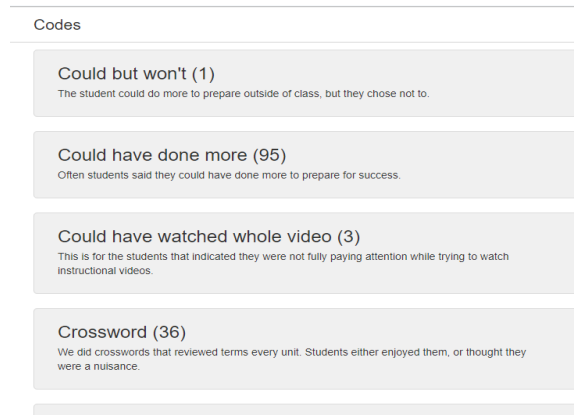 Codes
Could but won't (1)
The student could do more to prepare outside of class, but they chose not to.
Could have done more (95)
Often students said they could have done more to prepare for success.
Could have watched whole video (3)
This is for the students that indicated they were not fully paying attention while trying to watch
instructional videos.
Crossword (36)
We did crosswords that reviewed terms every unit. Students either enjoyed them, or thought they
were a nuisance.